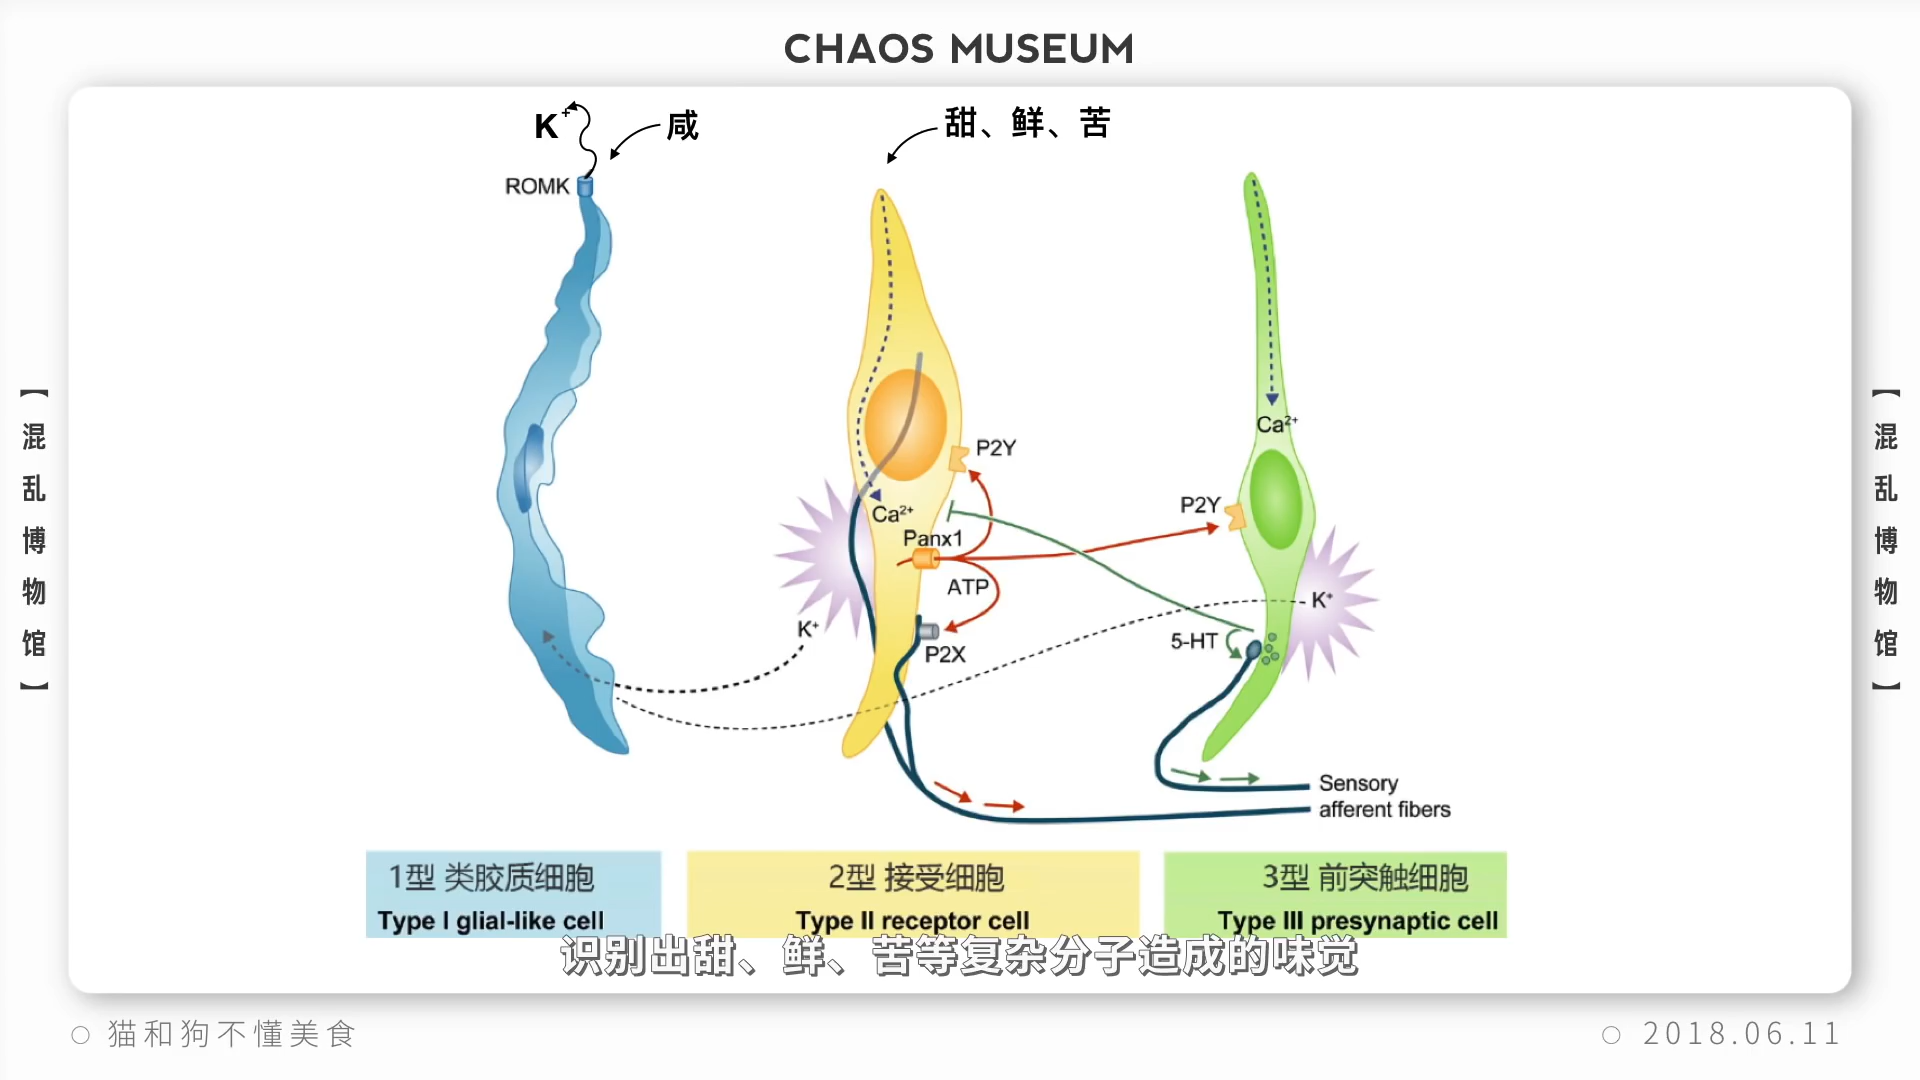 CHAOS MUSEUM
K⁺
咸
甜、鲜、苦
ROMK
Ca²⁺
P2Y
P2Y
Ca²⁺
Panx1
ATP
K⁺
K⁺
5-HT
P2X
Sensory
afferent fibers
1型 类胶质细胞
Type I glial-like cell
2型 接受细胞
Type II receptor cell
3型 前突触细胞
Type III presynaptic cell
识别出甜、鲜、苦等复杂分子造成的味觉
【混乱博物馆】
【混乱博物馆】
猫和狗不懂美食
2018.06.11